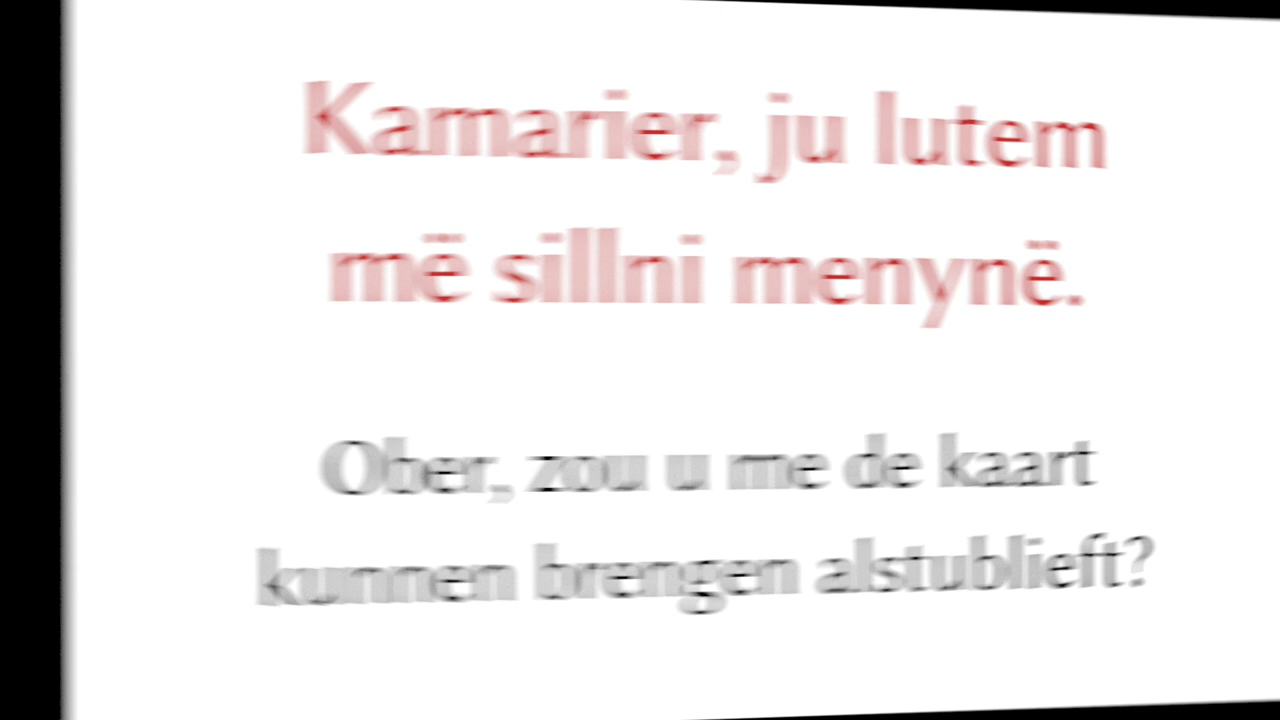 Kamarier, ju lutem
më sillni menynë.
Ober, zou u me de kaart
kunnen brengen alstublieft?